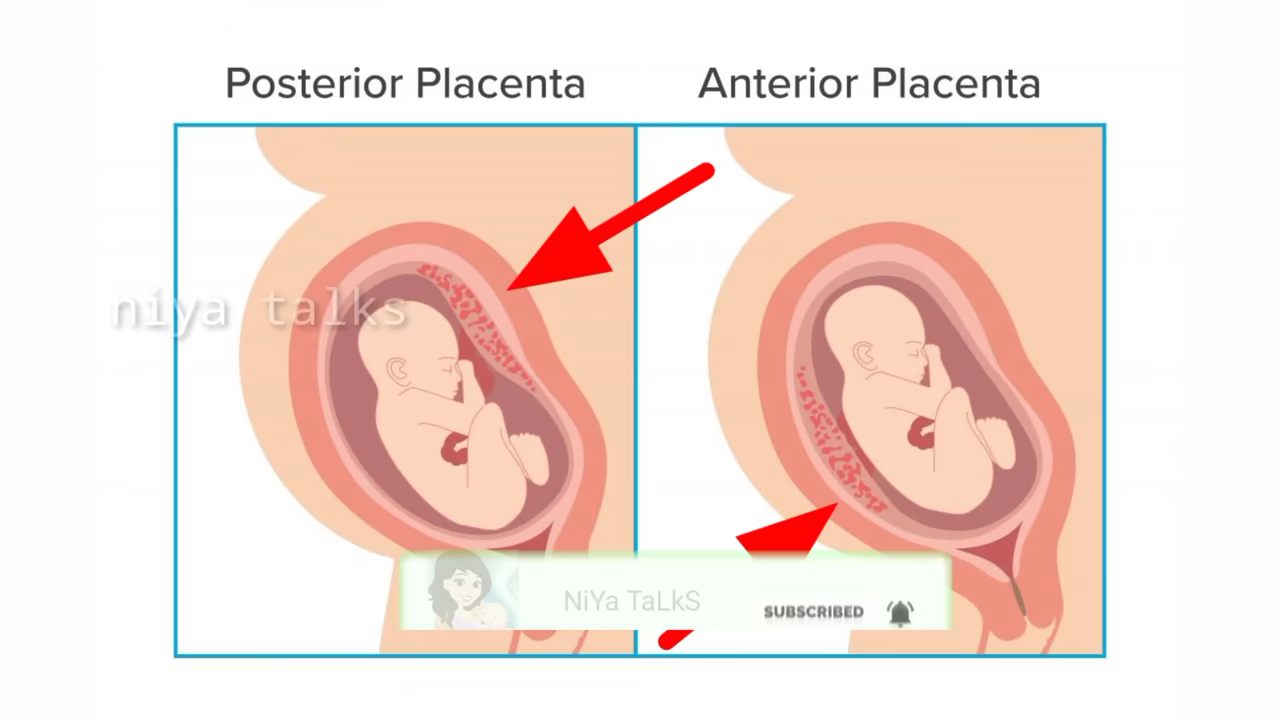 Posterior Placenta
Anterior Placenta
niya talks
NiYa TaLkS
SUBSCRIBED